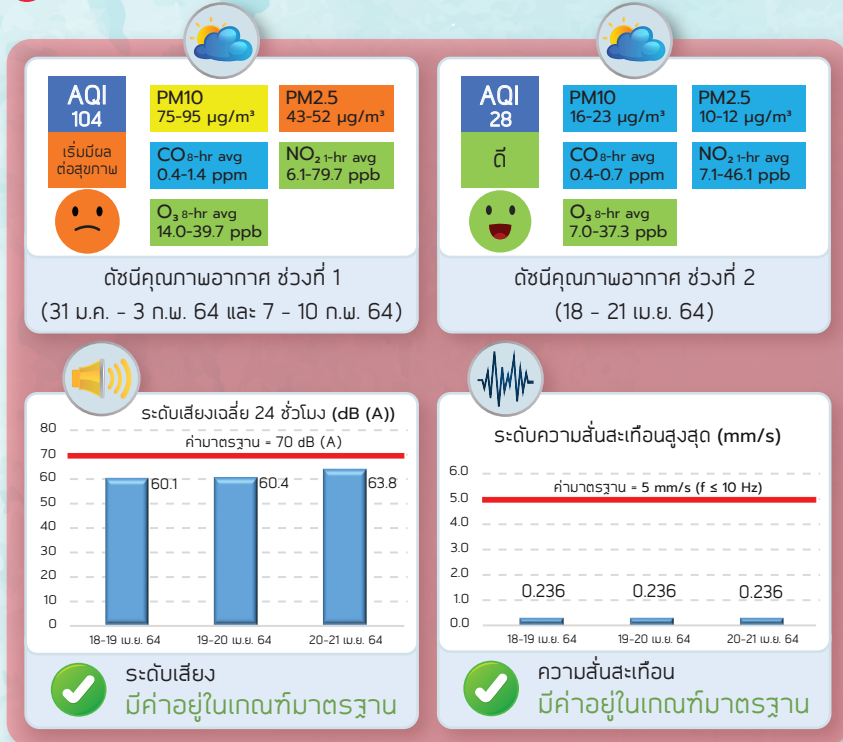 AQI
104
PM10
75-95 µg/m³
PM2.5
43-52 µg/m³
เริ่มมีผล
ต่อสุขภาพ
CO 8-hr avg
0.4-1.4 ppm
NO₂ 1-hr avg
6.1-79.7 ppb
O₃ 8-hr avg
14.0-39.7 ppb
ดัชนีคุณภาพอากาศ ช่วงที่ 1
(31 ม.ค. - 3 ก.พ. 64 และ 7 - 10 ก.พ. 64)
AQI
28
PM10
16-23 µg/m³
PM2.5
10-12 µg/m³
ดี
CO 8-hr avg
0.4-0.7 ppm
NO₂ 1-hr avg
7.1-46.1 ppb
O₃ 8-hr avg
7.0-37.3 ppb
ดัชนีคุณภาพอากาศ ช่วงที่ 2
(18 - 21 เม.ย. 64)
ระดับเสียงเฉลี่ย 24 ชั่วโมง (dB (A))
80
ค่ามาตรฐาน = 70 dB (A)
70
60
60.1
60.4
63.8
50
40
30
20
10
0
18-19 เม.ย. 64
19-20 เม.ย. 64
20-21 เม.ย. 64
ระดับเสียง
มีค่าอยู่ในเกณฑ์มาตรฐาน
ระดับความสั่นสะเทือนสูงสุด (mm/s)
6.0
ค่ามาตรฐาน = 5 mm/s (f ≤ 10 Hz)
5.0
4.0
3.0
2.0
0.236
0.236
0.236
1.0
0.0
18-19 เม.ย. 64
19-20 เม.ย. 64
20-21 เม.ย. 64
ความสั่นสะเทือน
มีค่าอยู่ในเกณฑ์มาตรฐาน